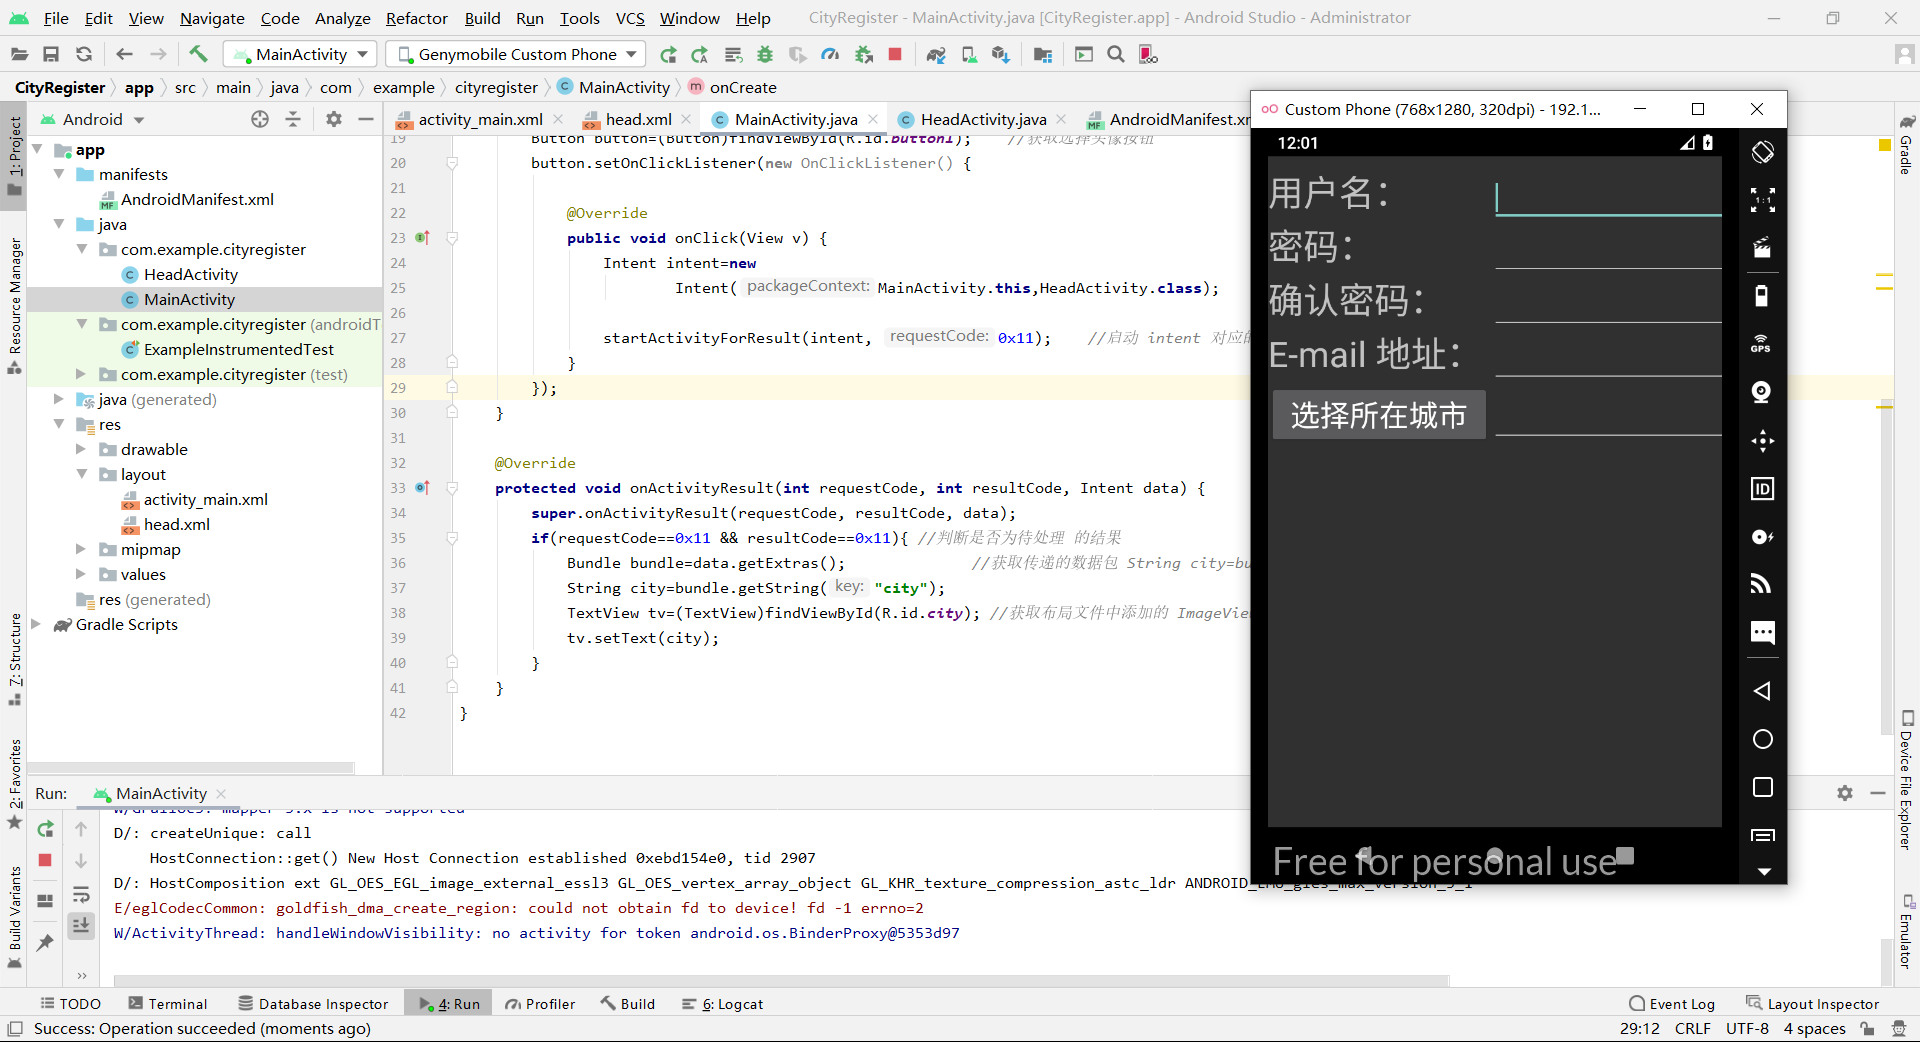 File Edit View Navigate Code Analyze Refactor Build Run Tools VCS Window Help CityRegister - MainActivity.java [CityRegister.app] - Android Studio - Administrator
MainActivity Genymobile Custom Phone
CityRegister app src main java com example cityregister MainActivity onCreate
Android
activity_main.xml head.xml MainActivity.java HeadActivity.java AndroidManifest.xm
1: Project
Resource Manager
7: Structure
2: Favorites
Build Variants
app
manifests
AndroidManifest.xml
java
com.example.cityregister
HeadActivity
MainActivity
com.example.cityregister (androidT
ExampleInstrumentedTest
com.example.cityregister (test)
java (generated)
res
drawable
layout
activity_main.xml
head.xml
mipmap
values
res (generated)
Gradle Scripts
19 Button button=(Button)findViewById(R.id.button1); //获取选择头像按钮
20 button.setOnClickListener(new OnClickListener() {
21
22 @Override
23 public void onClick(View v) {
24 Intent intent=new
25 Intent( packageContext: MainActivity.this,HeadActivity.class);
26
27 startActivityForResult(intent, requestCode: 0x11); //启动 intent 对应的
28 }
29 });
30 }
31
32 @Override
33 protected void onActivityResult(int requestCode, int resultCode, Intent data) {
34 super.onActivityResult(requestCode, resultCode, data);
35 if(requestCode==0x11 && resultCode==0x11){ //判断是否为待处理 的结果
36 Bundle bundle=data.getExtras(); //获取传递的数据包 String city=bu
37 String city=bundle.getString( key: "city");
38 TextView tv=(TextView)findViewById(R.id.city); //获取布局文件中添加的 ImageView
39 tv.setText(city);
40 }
41 }
42 }
Custom Phone (768x1280, 320dpi) - 192.1...
12:01
用户名：
密码：
确认密码：
E-mail 地址：
选择所在城市
Free for personal use
1:1
GPS
ID
Gradle
Device File Explorer
Emulator
Run: MainActivity
W/Gralloc3: mapper 3.x is not supported
D/: createUnique: call
HostConnection::get() New Host Connection established 0xebd154e0, tid 2907
D/: HostComposition ext GL_OES_EGL_image_external_essl3 GL_OES_vertex_array_object GL_KHR_texture_compression_astc_ldr ANDROID_EMU_gles_max_version_3_1
E/eglCodecCommon: goldfish_dma_create_region: could not obtain fd to device! fd -1 errno=2
W/ActivityThread: handleWindowVisibility: no activity for token android.os.BinderProxy@5353d97
TODO Terminal Database Inspector 4: Run Profiler Build 6: Logcat Event Log Layout Inspector
Success: Operation succeeded (moments ago) 29:12 CRLF UTF-8 4 spaces